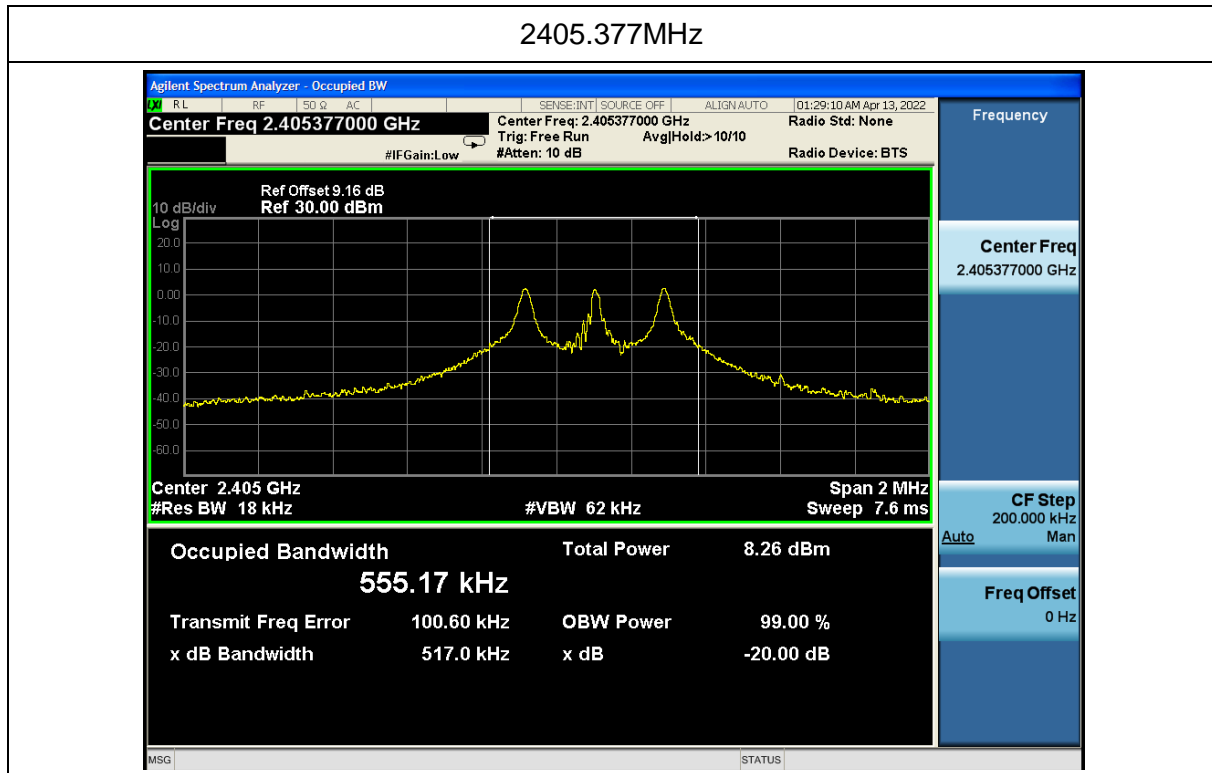 2405.377MHz
Agilent Spectrum Analyzer - Occupied BW
LXI RL RF 50 Ω AC SENSE:INT SOURCE OFF ALIGN AUTO 01:29:10 AM Apr 13, 2022
Center Freq 2.405377000 GHz
Center Freq: 2.405377000 GHz Radio Std: None
Trig: Free Run Avg|Hold:>10/10
#IFGain:Low #Atten: 10 dB Radio Device: BTS
Ref Offset 9.16 dB
10 dB/div Ref 30.00 dBm
Log
20.0
10.0
0.00
-10.0
-20.0
-30.0
-40.0
-50.0
-60.0
Center 2.405 GHz Span 2 MHz
#Res BW 18 kHz #VBW 62 kHz Sweep 7.6 ms
Occupied Bandwidth Total Power 8.26 dBm
555.17 kHz
Transmit Freq Error 100.60 kHz OBW Power 99.00 %
x dB Bandwidth 517.0 kHz x dB -20.00 dB
Frequency
Center Freq
2.405377000 GHz
CF Step
200.000 kHz
Auto Man
Freq Offset
0 Hz
MSG STATUS